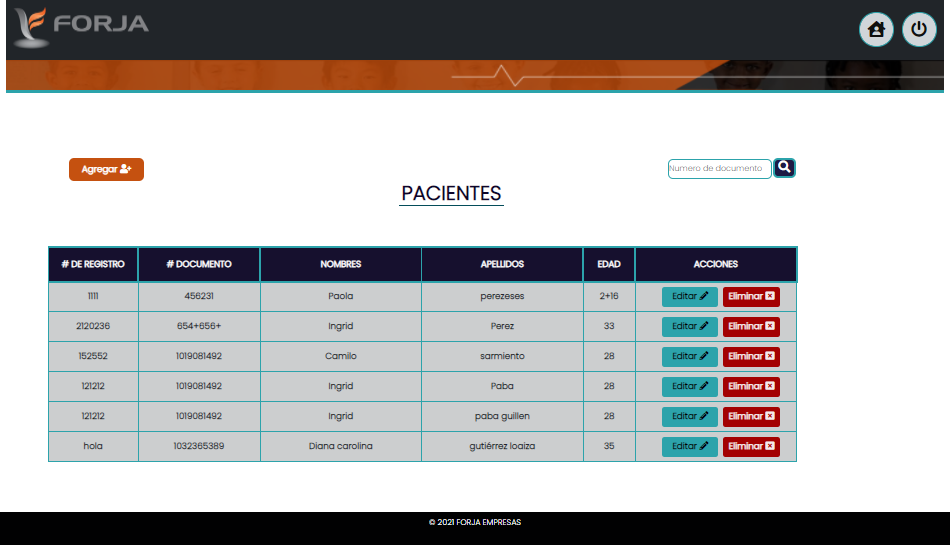 FORJA
Agregar
Numero de documento
PACIENTES
# DE REGISTRO # DOCUMENTO NOMBRES APELLIDOS EDAD ACCIONES
1111 456231 Paola perezeses 2+16 Editar Eliminar
2120236 654+656+ Ingrid Perez 33 Editar Eliminar
152552 1019081492 Camilo sarmiento 28 Editar Eliminar
121212 1019081492 Ingrid Paba 28 Editar Eliminar
121212 1019081492 Ingrid paba guillen 28 Editar Eliminar
hola 1032365389 Diana carolina gutiérrez loaiza 35 Editar Eliminar
© 2021 FORJA EMPRESAS